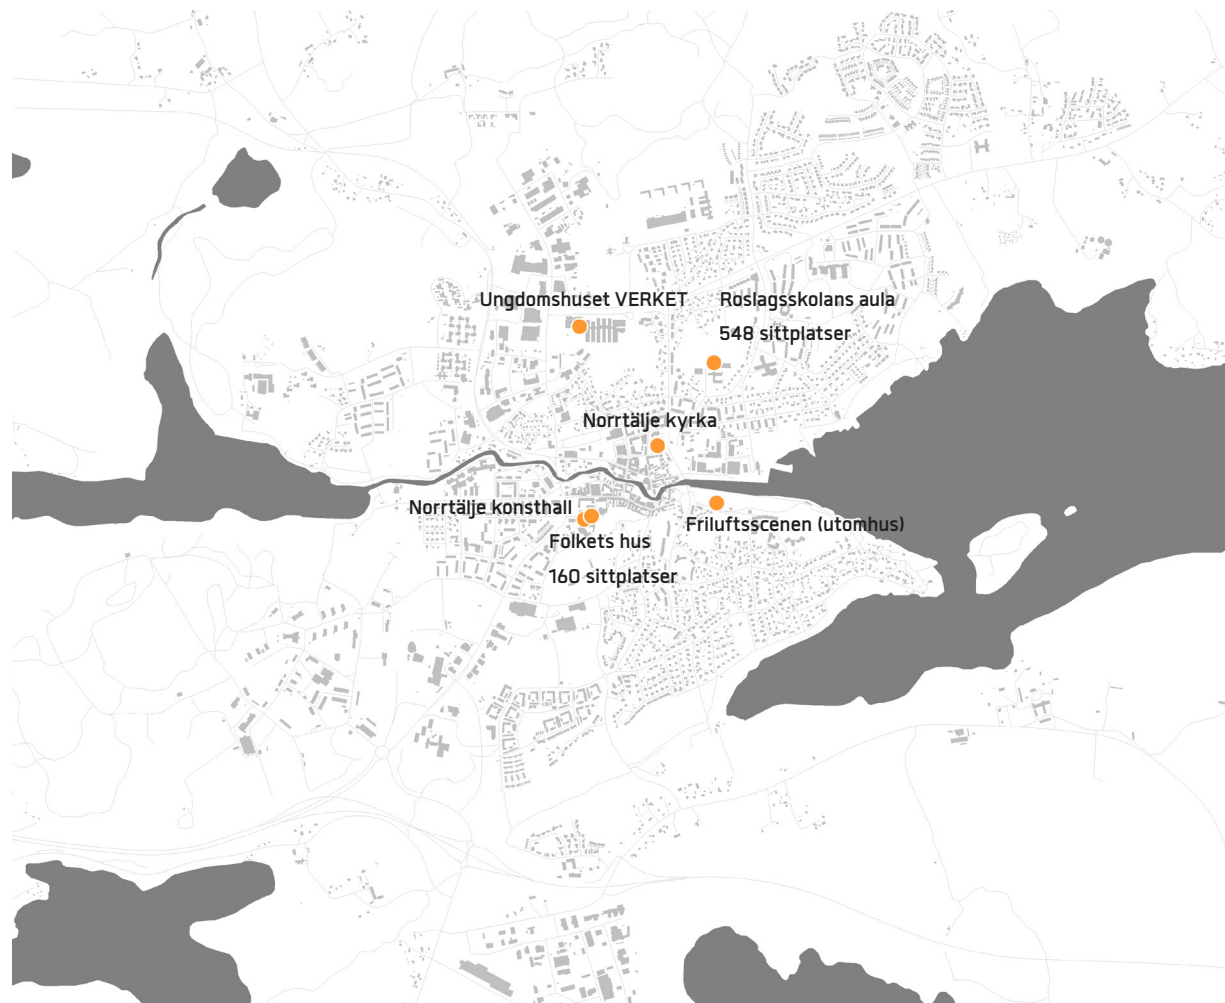 Ungdomshuset VERKET
Roslagsskolans aula
548 sittplatser
Norrtälje kyrka
Norrtälje konsthall
Friluftsscenen (utomhus)
Folkets hus
160 sittplatser